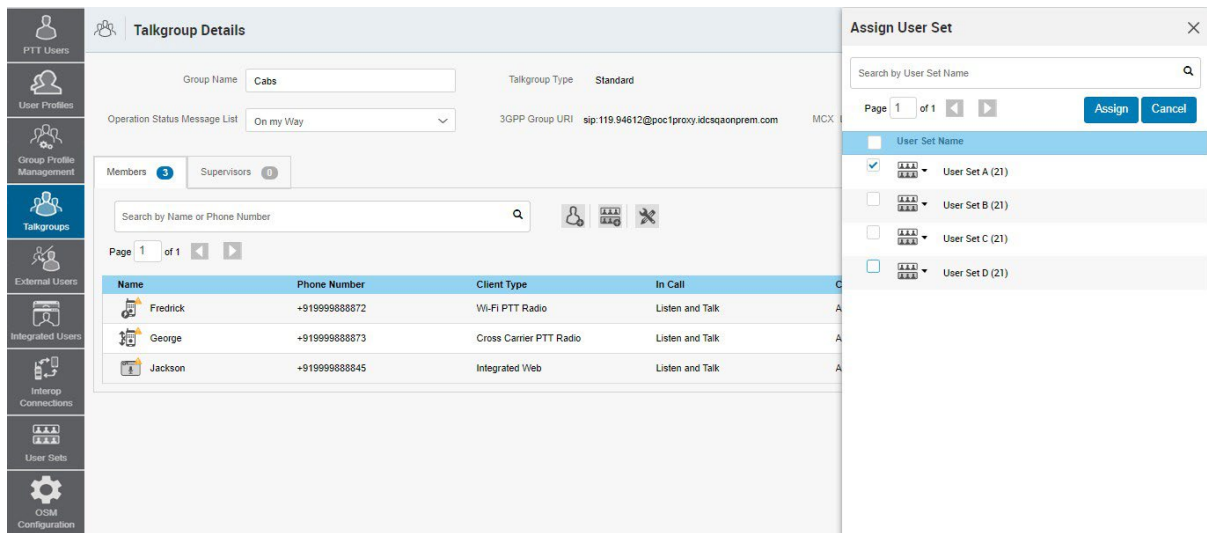 PTT Users
User Profiles
Group Profile
Management
Talkgroups
External Users
Integrated Users
Interop
Connections
User Sets
OSM
Configuration
Talkgroup Details
Group Name Cabs Talkgroup Type Standard
Operation Status Message List On my Way 3GPP Group URI sip:119.94612@poc1proxy.idcsqaonprem.com MCX
Members 3 Supervisors 0
Search by Name or Phone Number
Page 1 of 1
Name Phone Number Client Type In Call
Fredrick +919999888872 Wi-Fi PTT Radio Listen and Talk
George +919999888873 Cross Carrier PTT Radio Listen and Talk
Jackson +919999888845 Integrated Web Listen and Talk
Assign User Set
Search by User Set Name
Page 1 of 1 Assign Cancel
User Set Name
User Set A (21)
User Set B (21)
User Set C (21)
User Set D (21)